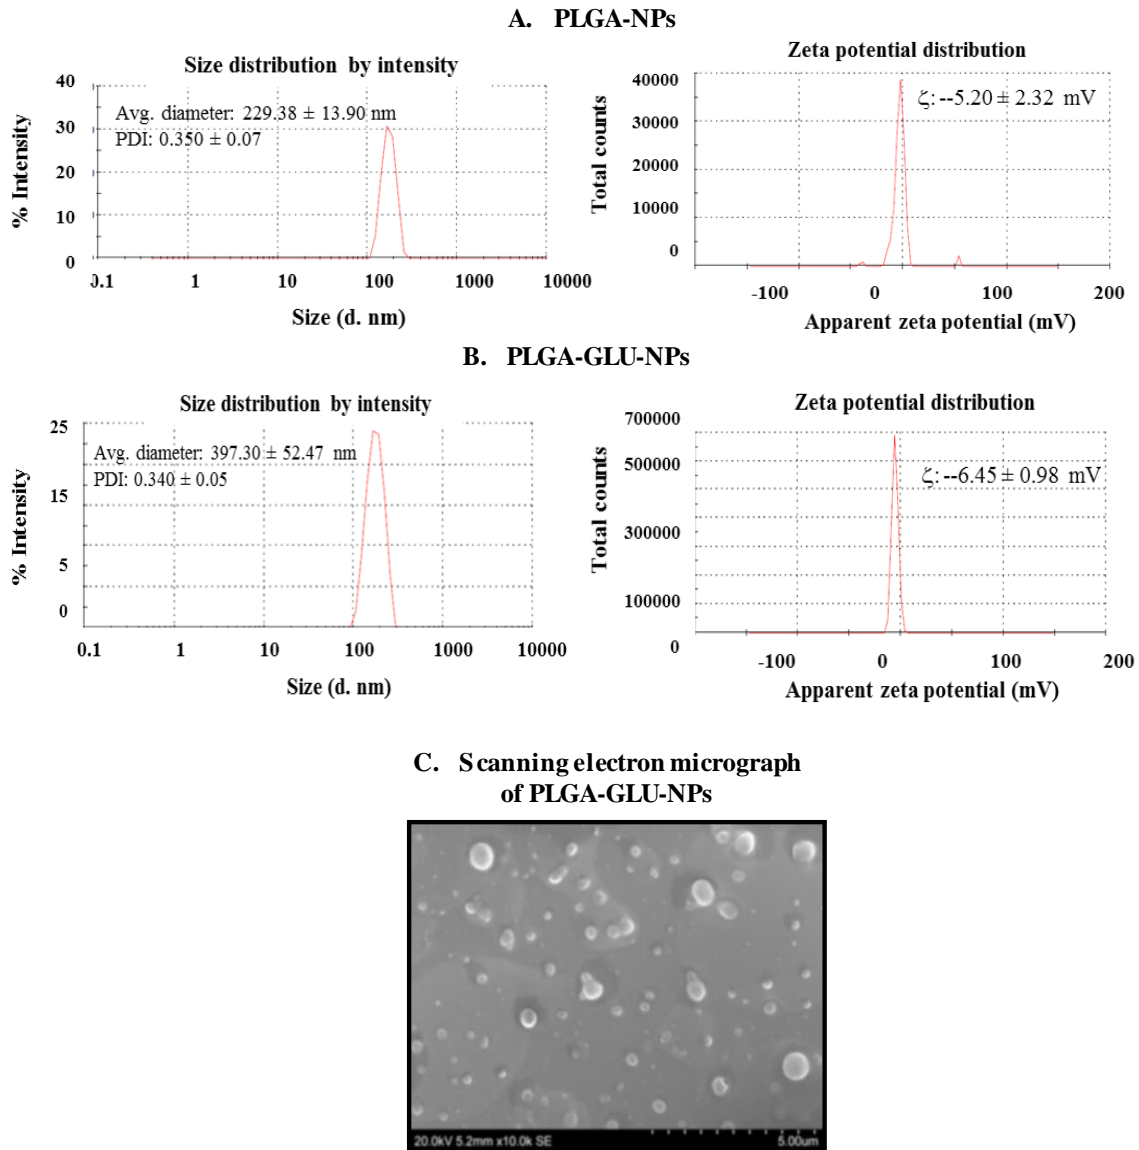 A. PLGA-NPs
Size distribution by intensity
40
30
20
10
0
% Intensity
Avg. diameter: 229.38 ± 13.90 nm
PDI: 0.350 ± 0.07
0.1 1 10 100 1000 10000
Size (d. nm)
Zeta potential distribution
40000
30000
20000
10000
0
Total counts
ζ: --5.20 ± 2.32 mV
-100 0 100 200
Apparent zeta potential (mV)
B. PLGA-GLU-NPs
Size distribution by intensity
25
15
5
0
% Intensity
Avg. diameter: 397.30 ± 52.47 nm
PDI: 0.340 ± 0.05
0.1 1 10 100 1000 10000
Size (d. nm)
Zeta potential distribution
700000
500000
300000
100000
0
Total counts
ζ: --6.45 ± 0.98 mV
-100 0 100 200
Apparent zeta potential (mV)
C. Scanning electron micrograph
of PLGA-GLU-NPs
20.0kV 5.2mm x10.0k SE 5.00um